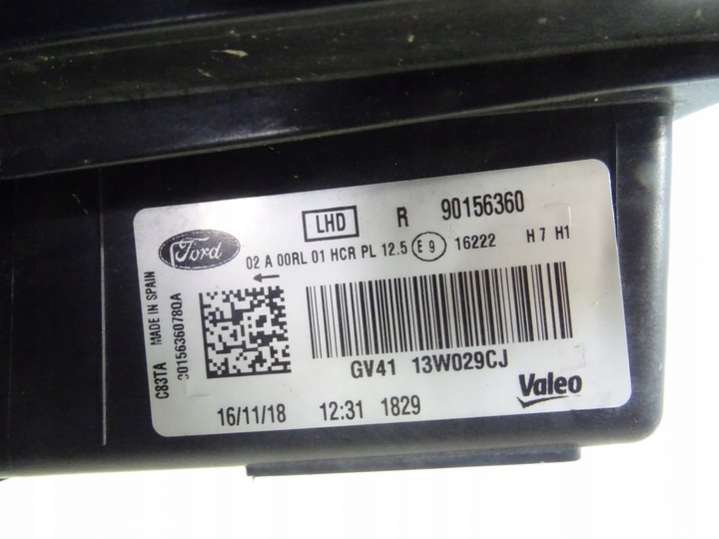 LHD R 90156360
Ford 02 A 00RL 01 HCR PL 12.5 E9 16222 H7 H1
←
C83TA MADE IN SPAIN
90156360780A
GV41 13W029CJ
Valeo
16/11/18 12:31 1829